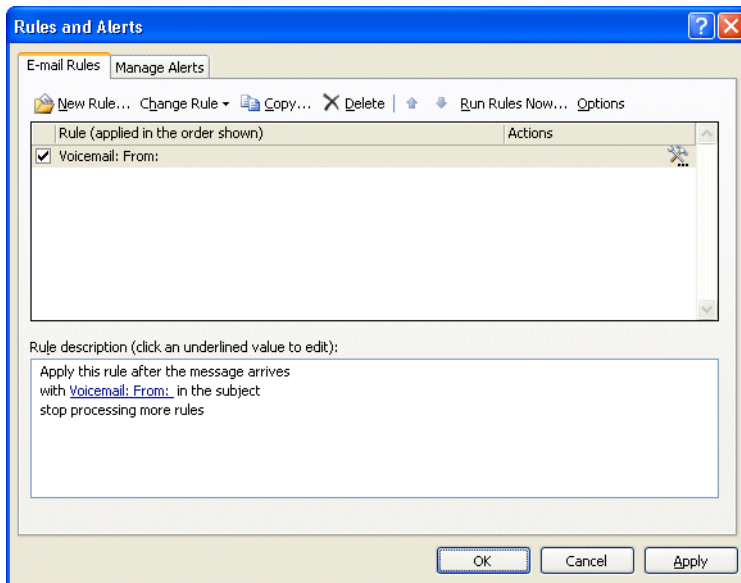 Rules and Alerts
E-mail Rules Manage Alerts
New Rule... Change Rule Copy... Delete Run Rules Now... Options
Rule (applied in the order shown) Actions
Voicemail: From:
Rule description (click an underlined value to edit):
Apply this rule after the message arrives
with Voicemail: From: in the subject
stop processing more rules
OK Cancel Apply